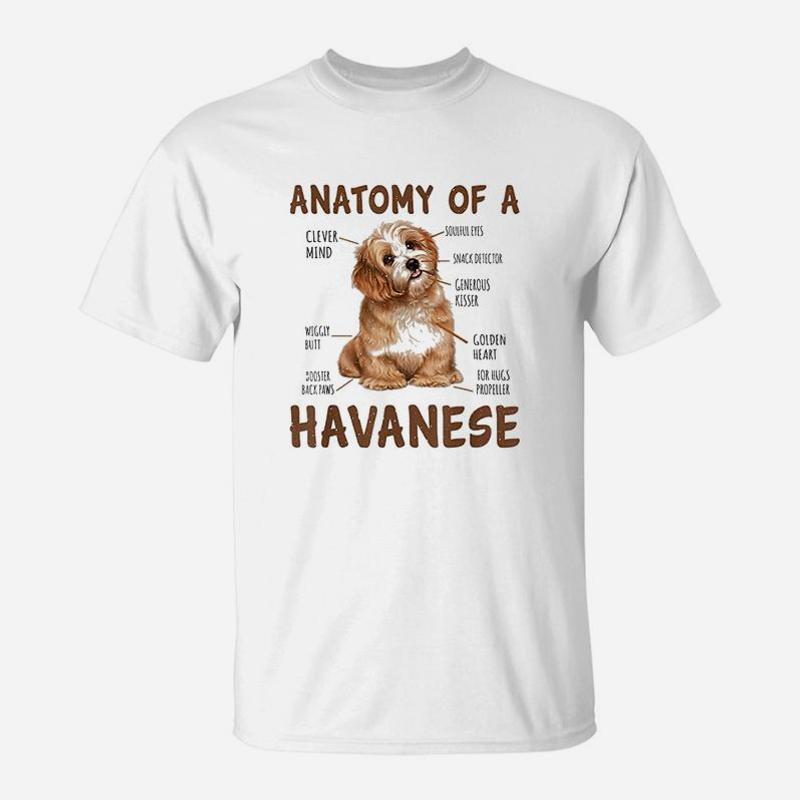 ANATOMY OF A
CLEVER
MIND
SOULFUL EYES
SNACK DETECTOR
GENEROUS
KISSER
WIGGLY
BUTT
GOLDEN
HEART
BOOSTER
BACK PAWS
FOR HUGS
PROPELLER
HAVANESE